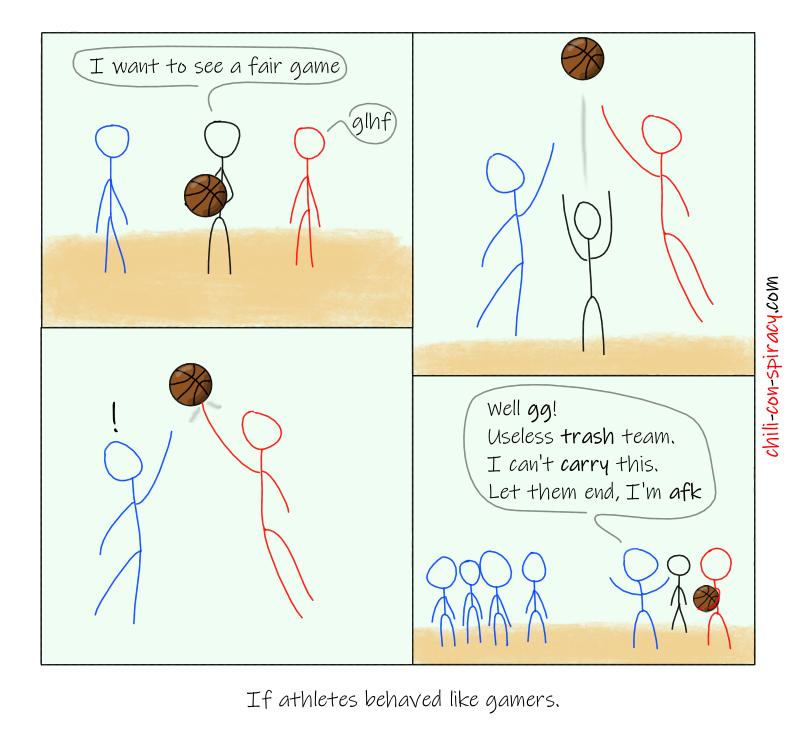 I want to see a fair game
glhf
!
Well gg!
Useless trash team.
I can't carry this.
Let them end, I'm afk
chili-con-spiracy.com
If athletes behaved like gamers.